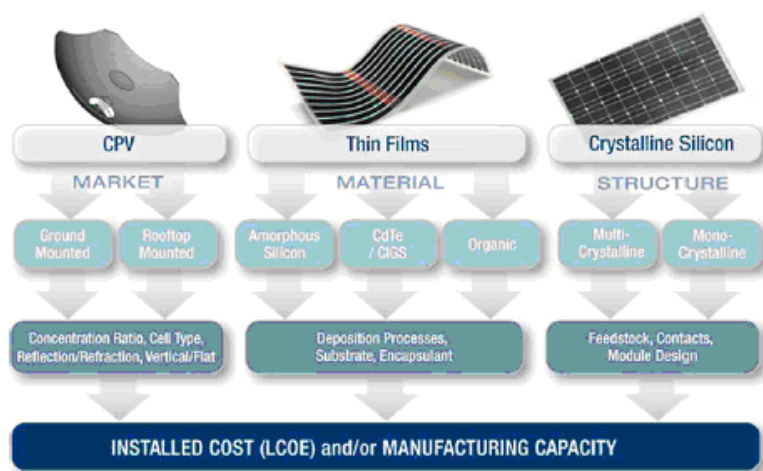 CPV
Thin Films
Crystalline Silicon
MARKET
MATERIAL
STRUCTURE
Ground
Mounted
Rooftop
Mounted
Amorphous
Silicon
CdTe
/ CIGS
Organic
Multi-
Crystalline
Mono-
Crystalline
Concentration Ratio, Cell Type,
Reflection/Refraction, Vertical/Flat
Deposition Processes,
Substrate, Encapsulant
Feedstock, Contacts,
Module Design
INSTALLED COST (LCOE) and/or MANUFACTURING CAPACITY